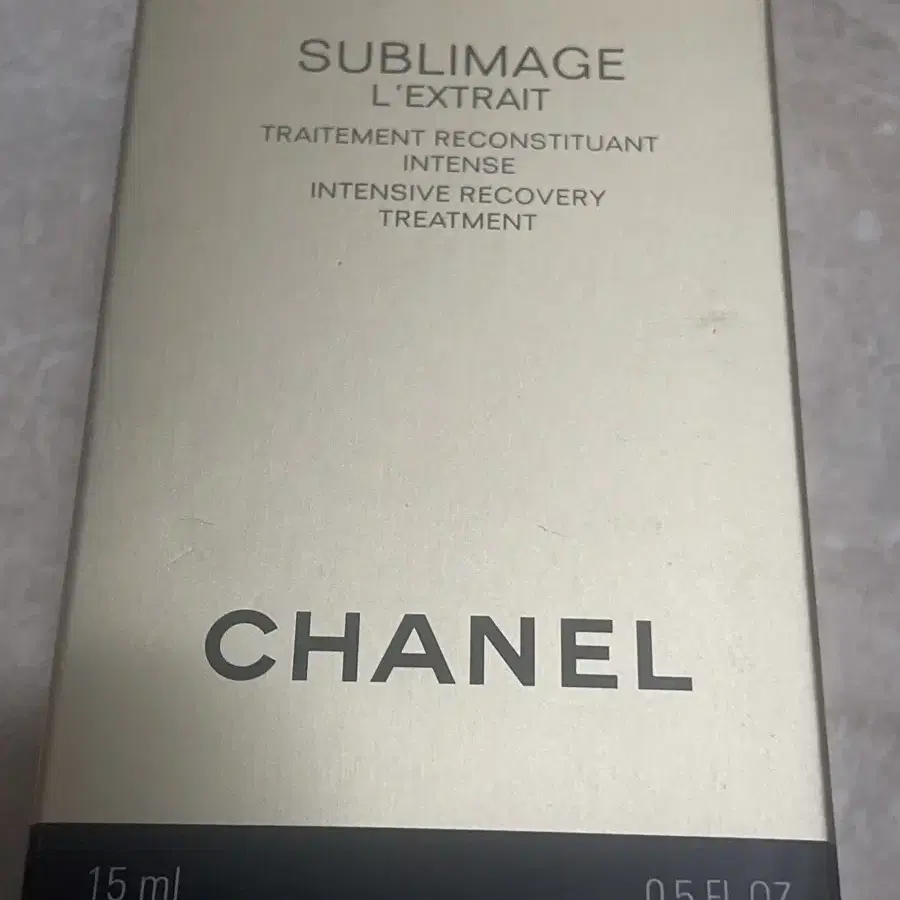 SUBLIMAGE
L'EXTRAIT
TRAITEMENT RECONSTITUANT
INTENSE
INTENSIVE RECOVERY
TREATMENT
CHANEL
15 ml 0.5 FL. OZ.